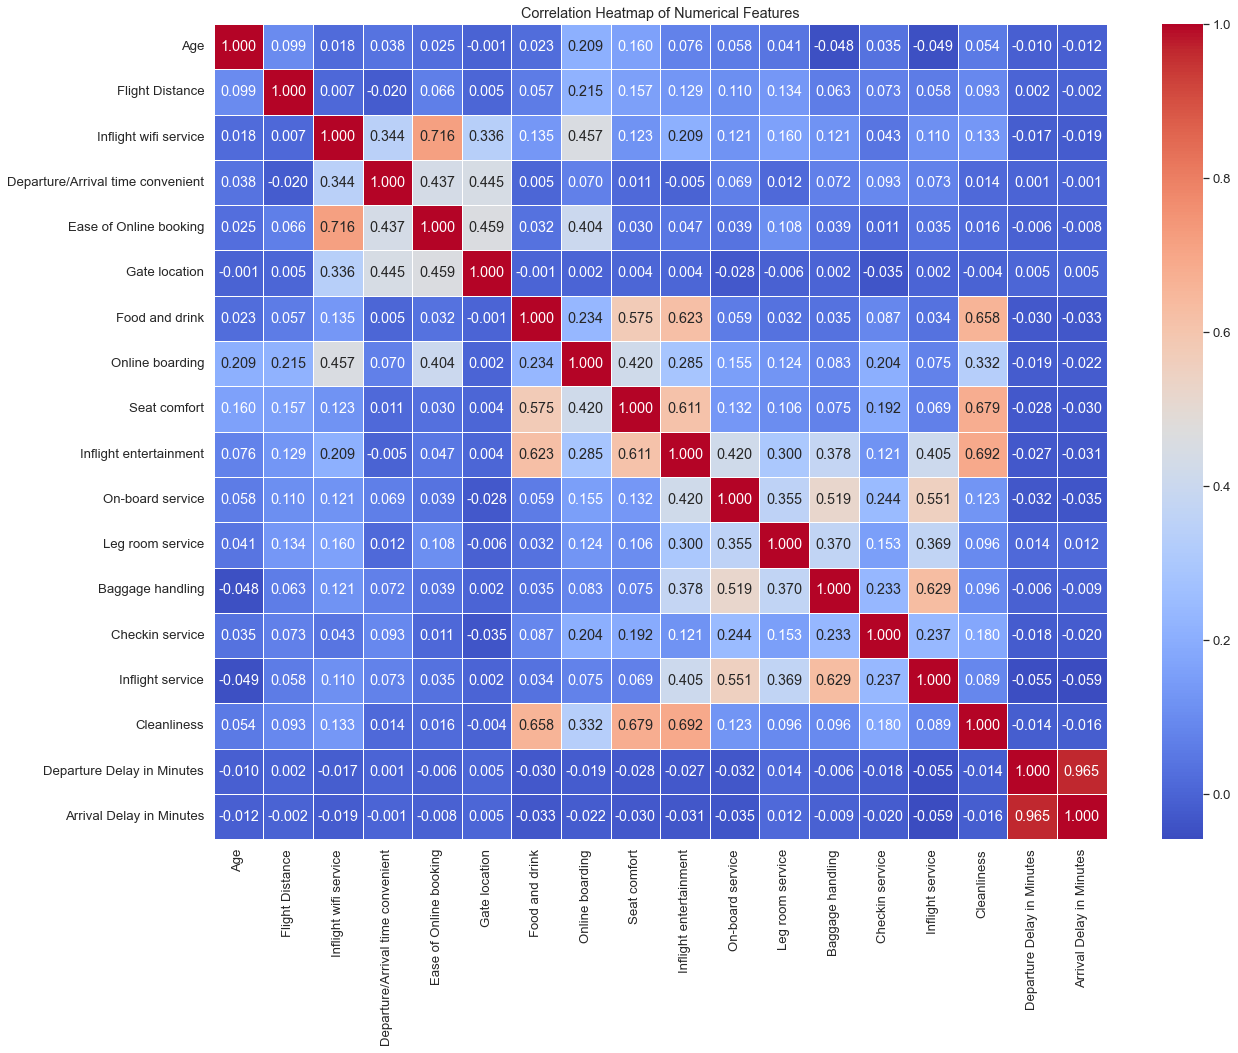 Correlation Heatmap of Numerical Features
Age 1.000 0.099 0.018 0.038 0.025 -0.001 0.023 0.209 0.160 0.076 0.058 0.041 -0.048 0.035 -0.049 0.054 -0.010 -0.012
Flight Distance 0.099 1.000 0.007 -0.020 0.066 0.005 0.057 0.215 0.157 0.129 0.110 0.134 0.063 0.073 0.058 0.093 0.002 -0.002
Inflight wifi service 0.018 0.007 1.000 0.344 0.716 0.336 0.135 0.457 0.123 0.209 0.121 0.160 0.121 0.043 0.110 0.133 -0.017 -0.019
Departure/Arrival time convenient 0.038 -0.020 0.344 1.000 0.437 0.445 0.005 0.070 0.011 -0.005 0.069 0.012 0.072 0.093 0.073 0.014 0.001 -0.001
Ease of Online booking 0.025 0.066 0.716 0.437 1.000 0.459 0.032 0.404 0.030 0.047 0.039 0.108 0.039 0.011 0.035 0.016 -0.006 -0.008
Gate location -0.001 0.005 0.336 0.445 0.459 1.000 -0.001 0.002 0.004 0.004 -0.028 -0.006 0.002 -0.035 0.002 -0.004 0.005 0.005
Food and drink 0.023 0.057 0.135 0.005 0.032 -0.001 1.000 0.234 0.575 0.623 0.059 0.032 0.035 0.087 0.034 0.658 -0.030 -0.033
Online boarding 0.209 0.215 0.457 0.070 0.404 0.002 0.234 1.000 0.420 0.285 0.155 0.124 0.083 0.204 0.075 0.332 -0.019 -0.022
Seat comfort 0.160 0.157 0.123 0.011 0.030 0.004 0.575 0.420 1.000 0.611 0.132 0.106 0.075 0.192 0.069 0.679 -0.028 -0.030
Inflight entertainment 0.076 0.129 0.209 -0.005 0.047 0.004 0.623 0.285 0.611 1.000 0.420 0.300 0.378 0.121 0.405 0.692 -0.027 -0.031
On-board service 0.058 0.110 0.121 0.069 0.039 -0.028 0.059 0.155 0.132 0.420 1.000 0.355 0.519 0.244 0.551 0.123 -0.032 -0.035
Leg room service 0.041 0.134 0.160 0.012 0.108 -0.006 0.032 0.124 0.106 0.300 0.355 1.000 0.370 0.153 0.369 0.096 0.014 0.012
Baggage handling -0.048 0.063 0.121 0.072 0.039 0.002 0.035 0.083 0.075 0.378 0.519 0.370 1.000 0.233 0.629 0.096 -0.006 -0.009
Checkin service 0.035 0.073 0.043 0.093 0.011 -0.035 0.087 0.204 0.192 0.121 0.244 0.153 0.233 1.000 0.237 0.180 -0.018 -0.020
Inflight service -0.049 0.058 0.110 0.073 0.035 0.002 0.034 0.075 0.069 0.405 0.551 0.369 0.629 0.237 1.000 0.089 -0.055 -0.059
Cleanliness 0.054 0.093 0.133 0.014 0.016 -0.004 0.658 0.332 0.679 0.692 0.123 0.096 0.096 0.180 0.089 1.000 -0.014 -0.016
Departure Delay in Minutes -0.010 0.002 -0.017 0.001 -0.006 0.005 -0.030 -0.019 -0.028 -0.027 -0.032 0.014 -0.006 -0.018 -0.055 -0.014 1.000 0.965
Arrival Delay in Minutes -0.012 -0.002 -0.019 -0.001 -0.008 0.005 -0.033 -0.022 -0.030 -0.031 -0.035 0.012 -0.009 -0.020 -0.059 -0.016 0.965 1.000
Age
Flight Distance
Inflight wifi service
Departure/Arrival time convenient
Ease of Online booking
Gate location
Food and drink
Online boarding
Seat comfort
Inflight entertainment
On-board service
Leg room service
Baggage handling
Checkin service
Inflight service
Cleanliness
Departure Delay in Minutes
Arrival Delay in Minutes
1.0
0.8
0.6
0.4
0.2
0.0